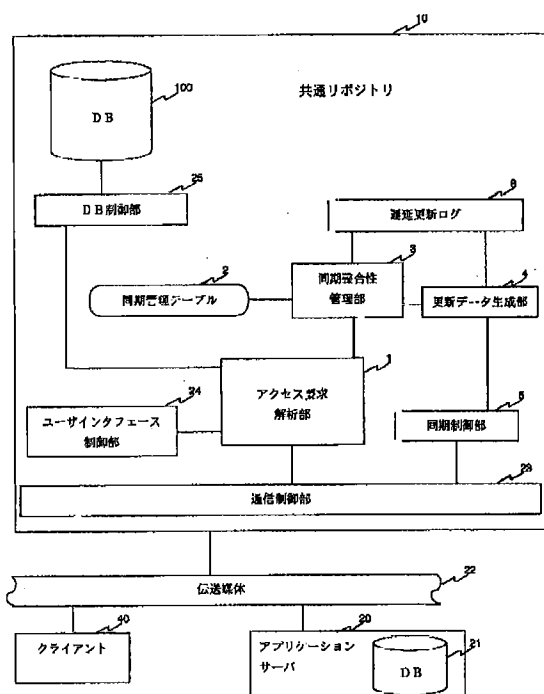 10
共通リポジトリ
DB
100
25
DB制御部
6
遅延更新ログ
3
同期整合性
管理部
2
同期管理テーブル
4
更新データ生成部
1
アクセス要求
解析部
24
ユーザインタフェース
制御部
5
同期制御部
23
通信制御部
22
伝送媒体
40
クライアント
20
アプリケーション
サーバ
21
DB